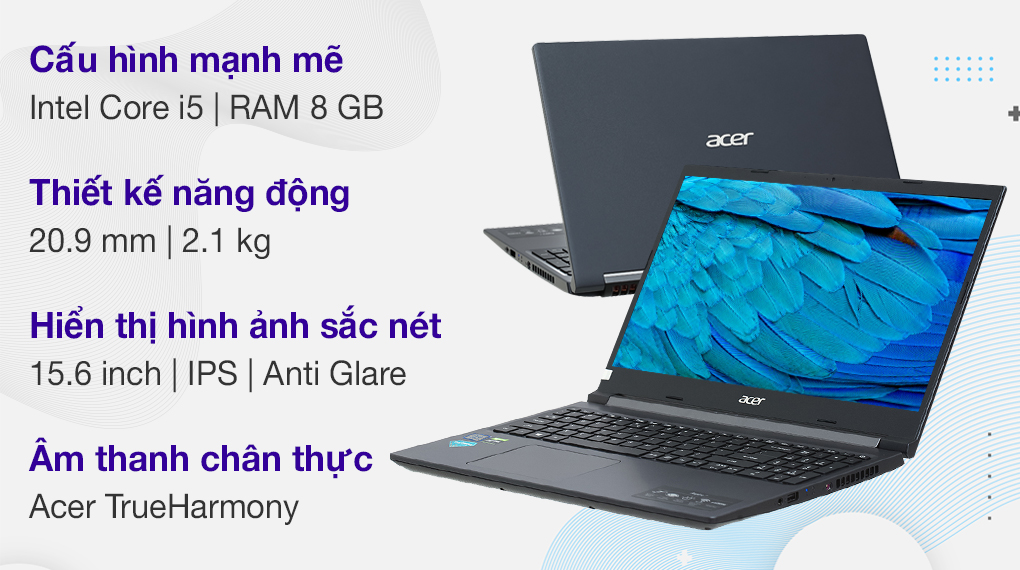 Cấu hình mạnh mẽ
Intel Core i5 | RAM 8 GB
Thiết kế năng động
20.9 mm | 2.1 kg
Hiển thị hình ảnh sắc nét
15.6 inch | IPS | Anti Glare
Âm thanh chân thực
Acer TrueHarmony
acer
acer